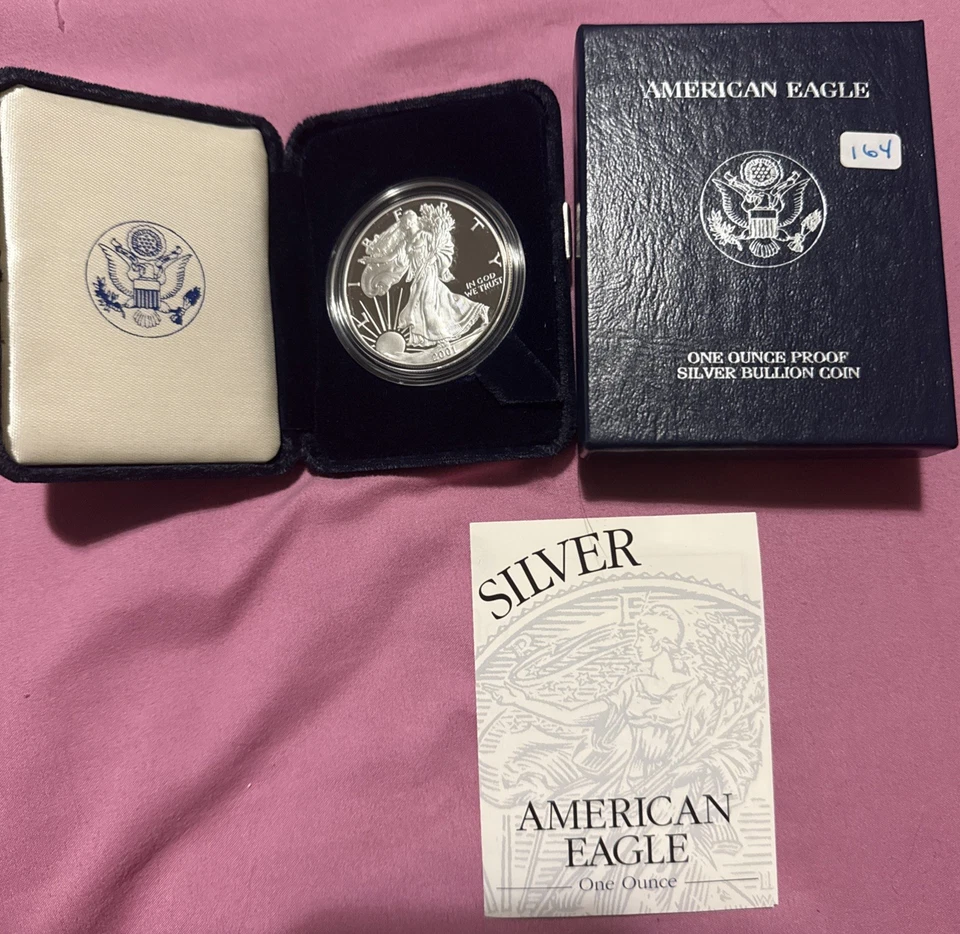 LIBERTY
IN GOD
WE TRUST
2001
AMERICAN EAGLE
164
ONE OUNCE PROOF
SILVER BULLION COIN
SILVER
AMERICAN
EAGLE
One Ounce